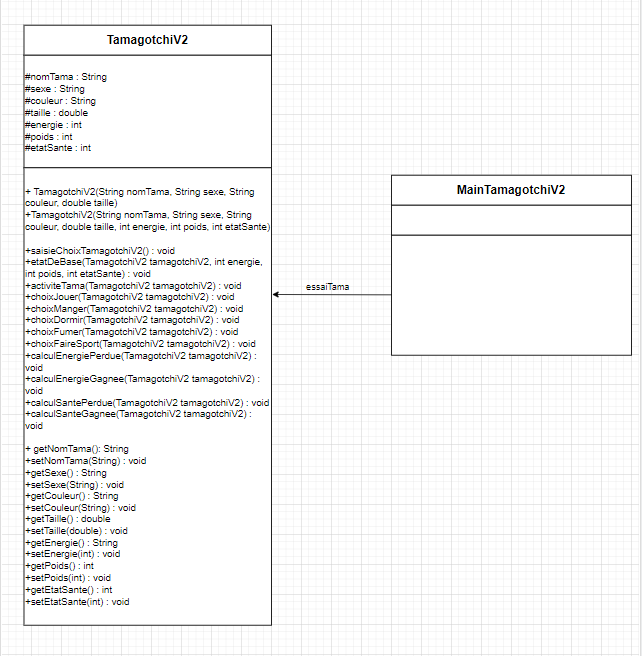 TamagotchiV2
#nomTama : String
#sexe : String
#couleur : String
#taille : double
#energie : int
#poids : int
#etatSante : int
+ TamagotchiV2(String nomTama, String sexe, String
couleur, double taille)
+TamagotchiV2(String nomTama, String sexe, String
couleur, double taille, int energie, int poids, int etatSante)
+saisieChoixTamagotchiV2() : void
+etatDeBase(TamagotchiV2 tamagotchiV2, int energie,
int poids, int etatSante) : void
+activiteTama(TamagotchiV2 tamagotchiV2) : void
+choixJouer(TamagotchiV2 tamagotchiV2) : void
+choixManger(TamagotchiV2 tamagotchiV2) : void
+choixDormir(TamagotchiV2 tamagotchiV2) : void
+choixFumer(TamagotchiV2 tamagotchiV2) : void
+choixFaireSport(TamagotchiV2 tamagotchiV2) : void
+calculEnergiePerdue(TamagotchiV2 tamagotchiV2) :
void
+calculEnergieGagnee(TamagotchiV2 tamagotchiV2) :
void
+calculSantePerdue(TamagotchiV2 tamagotchiV2) : void
+calculSanteGagnee(TamagotchiV2 tamagotchiV2) :
void
+ getNomTama(): String
+setNomTama(String) : void
+getSexe() : String
+setSexe(String) : void
+getCouleur() : String
+setCouleur(String) : void
+getTaille() : double
+setTaille(double) : void
+getEnergie() : String
+setEnergie(int) : void
+getPoids() : int
+setPoids(int) : void
+getEtatSante() : int
+setEtatSante(int) : void
essaiTama
MainTamagotchiV2